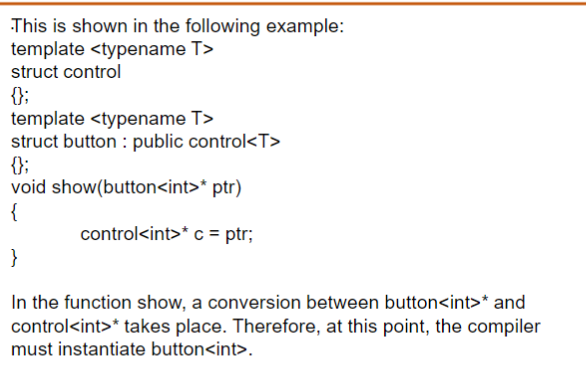 .This is shown in the following example:
template <typename T>
struct control
{};
template <typename T>
struct button : public control<T>
{};
void show(button<int>* ptr)
{
control<int>* c = ptr;
}
In the function show, a conversion between button<int>* and
control<int>* takes place. Therefore, at this point, the compiler
must instantiate button<int>.